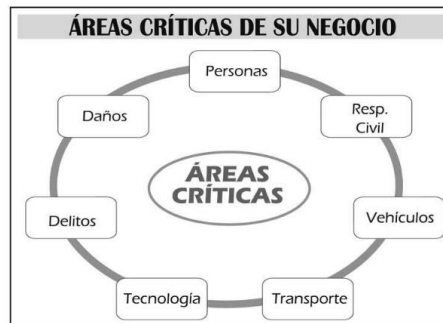 ÁREAS CRÍTICAS DE SU NEGOCIO
Personas
Resp.
Civil
Vehículos
Transporte
Tecnología
Delitos
Daños
ÁREAS
CRÍTICAS